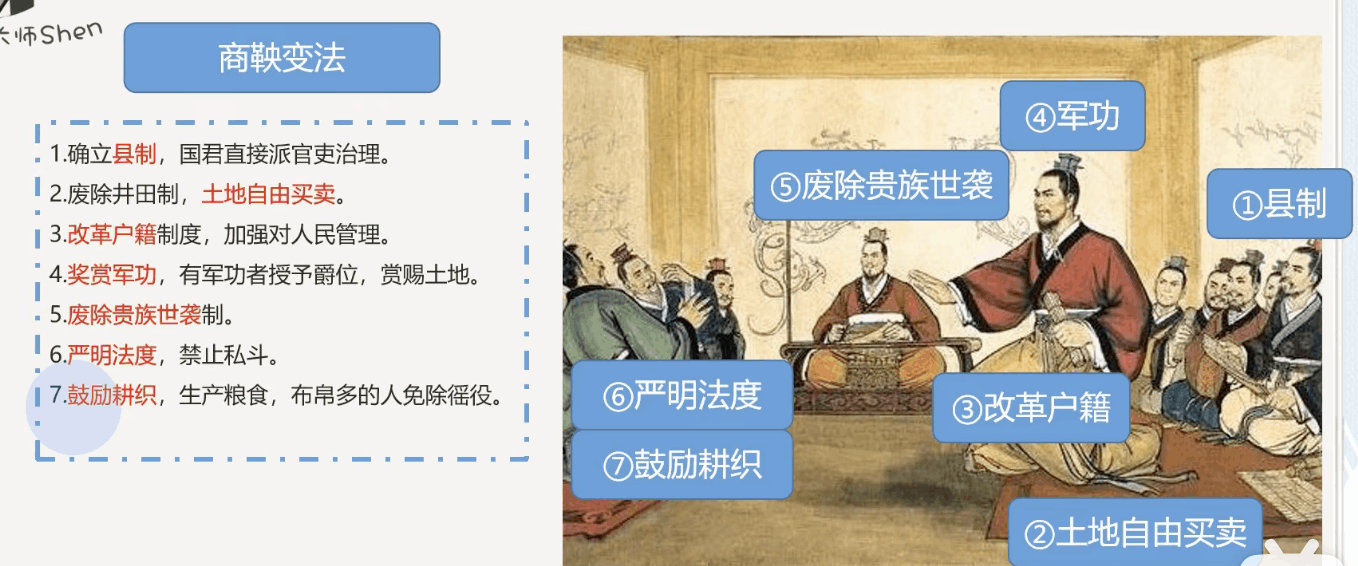 大师Shen
商鞅变法
1.确立县制，国君直接派官吏治理。
2.废除井田制，土地自由买卖。
3.改革户籍制度，加强对人民管理。
4.奖赏军功，有军功者授予爵位，赏赐土地。
5.废除贵族世袭制。
6.严明法度，禁止私斗。
7.鼓励耕织，生产粮食，布帛多的人免除徭役。
④军功
⑤废除贵族世袭
①县制
⑥严明法度
③改革户籍
⑦鼓励耕织
②土地自由买卖